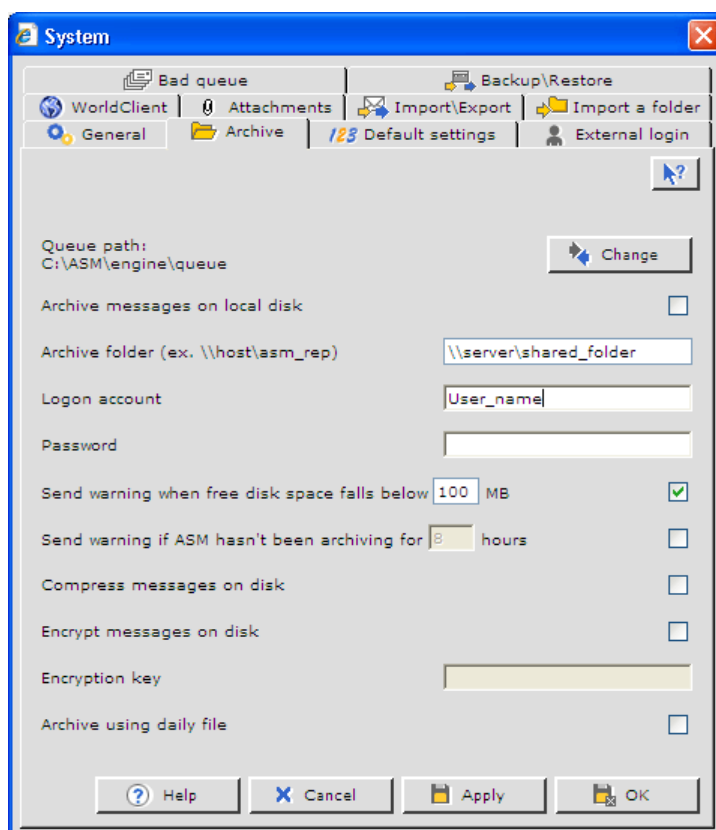 System
Bad queue Backup\Restore
WorldClient Attachments Import\Export Import a folder
General Archive 123 Default settings External login
?
Queue path:
C:\ASM\engine\queue
Change
Archive messages on local disk
Archive folder (ex. \\host\asm_rep) \\server\shared_folder
Logon account User_name
Password
Send warning when free disk space falls below 100 MB
Send warning if ASM hasn't been archiving for 8 hours
Compress messages on disk
Encrypt messages on disk
Encryption key
Archive using daily file
? Help Cancel Apply OK